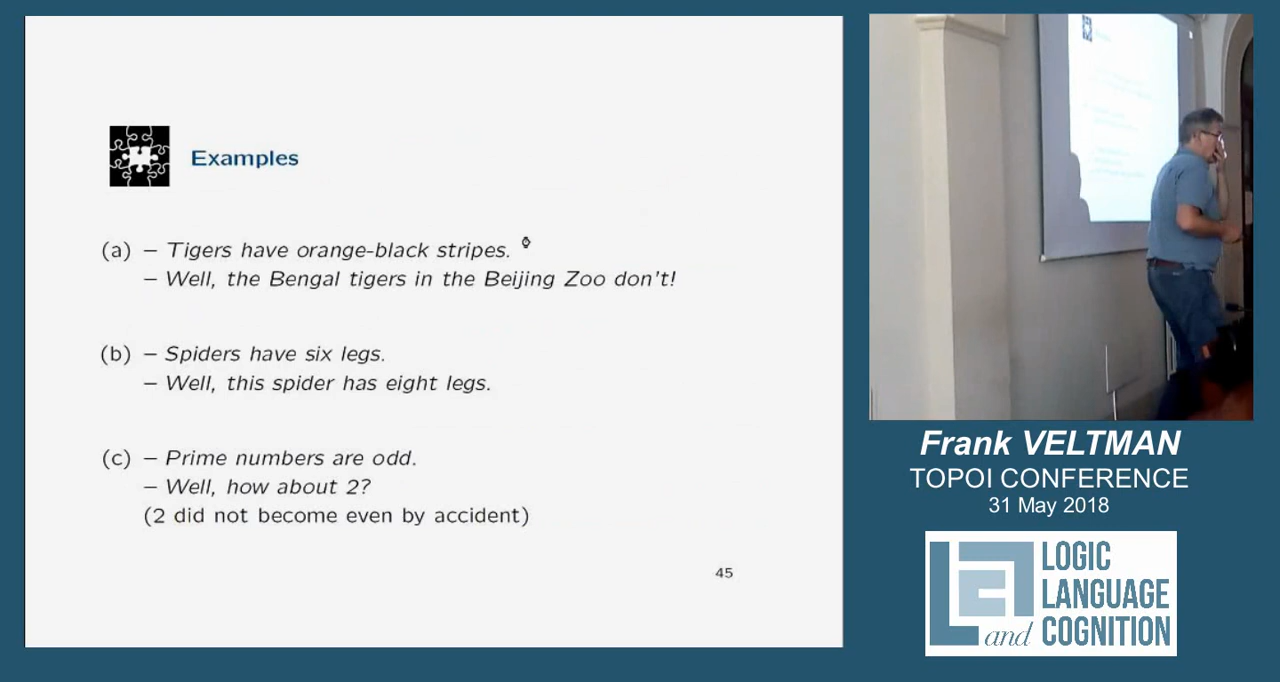 Examples
(a) – Tigers have orange-black stripes.
– Well, the Bengal tigers in the Beijing Zoo don't!
(b) – Spiders have six legs.
– Well, this spider has eight legs.
(c) – Prime numbers are odd.
– Well, how about 2?
(2 did not become even by accident)
45
Frank VELTMAN
TOPOI CONFERENCE
31 May 2018
LOGIC
LANGUAGE
and COGNITION